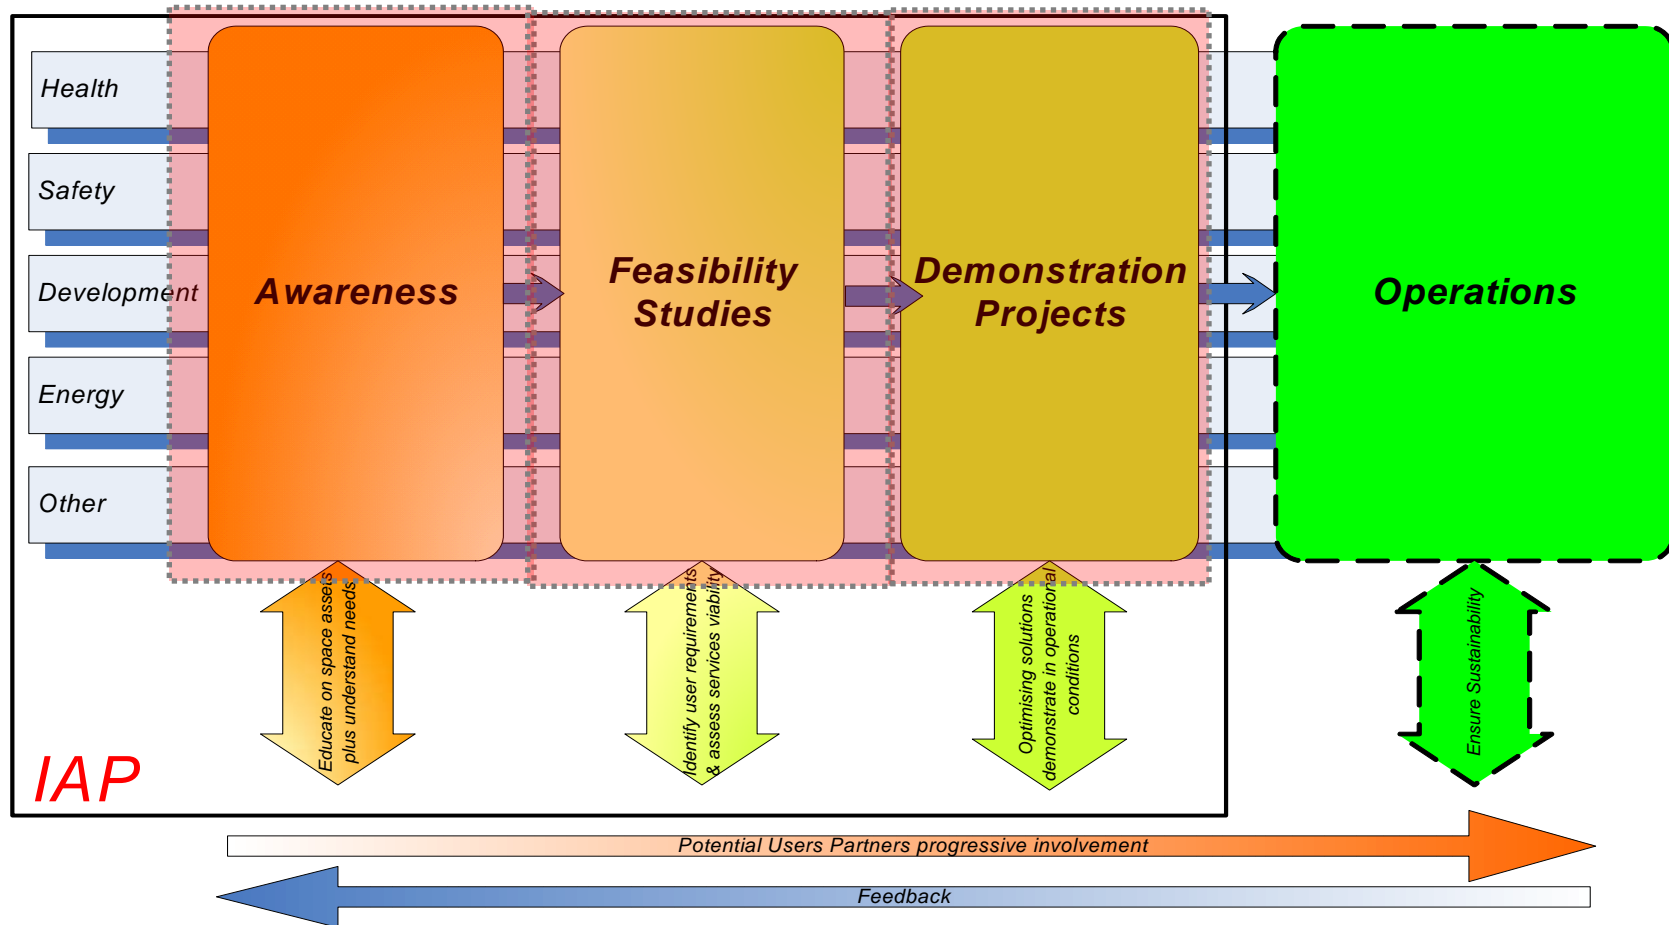 Health
Safety
Development
Energy
Other
Awareness
Feasibility
Studies
Demonstration
Projects
Operations
Educate on space assets
plus understand needs
Identify user requirements
& assess services viability
Optimising solutions
demonstrate in operational
conditions
Ensure Sustainability
IAP
Potential Users Partners progressive involvement
Feedback